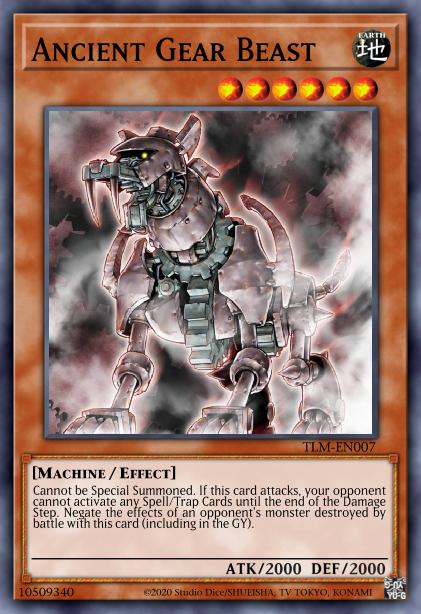 ANCIENT GEAR BEAST
EARTH
地
TLM-EN007
[MACHINE / EFFECT]
Cannot be Special Summoned. If this card attacks, your opponent
cannot activate any Spell/Trap Cards until the end of the Damage
Step. Negate the effects of an opponent's monster destroyed by
battle with this card (including in the GY).
ATK/2000 DEF/2000
10509340
©2020 Studio Dice/SHUEISHA, TV TOKYO, KONAMI